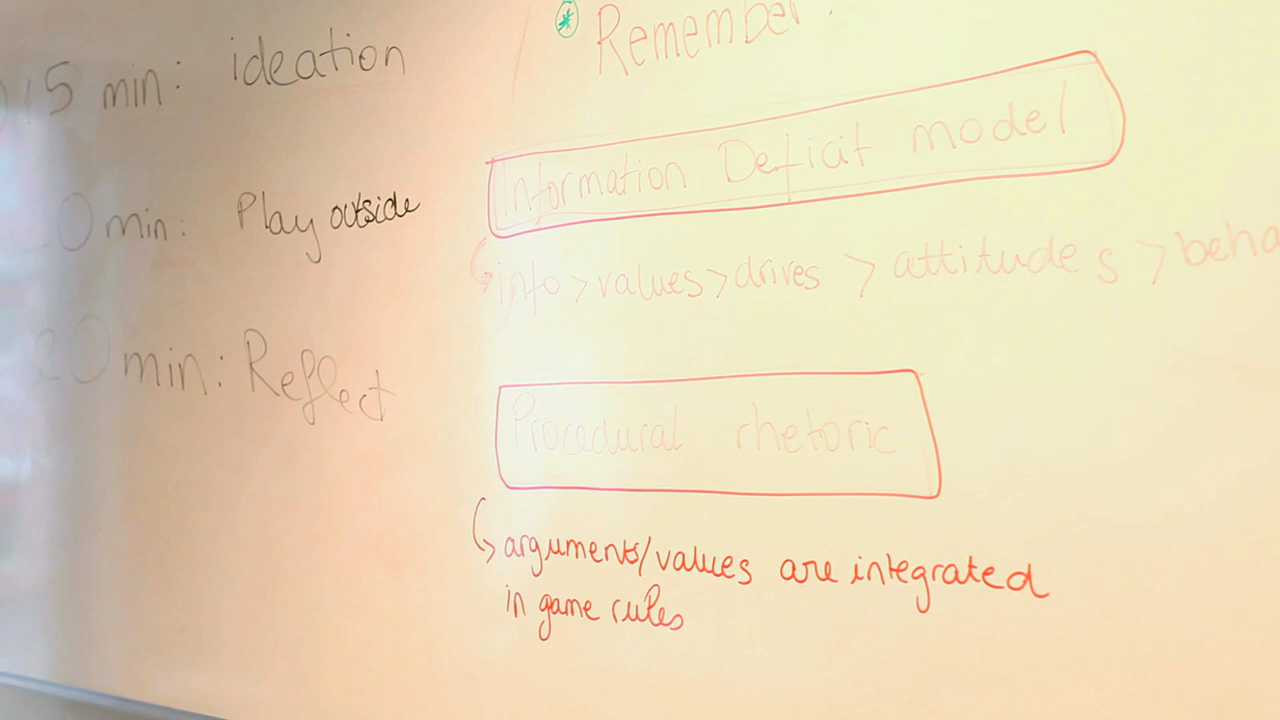 15 min: ideation
0 min: Play outside
20 min: Reflect
Remember:
Information Deficit model
info > values > drives > attitudes > beha
Procedural rhetoric
arguments/values are integrated
in game rules